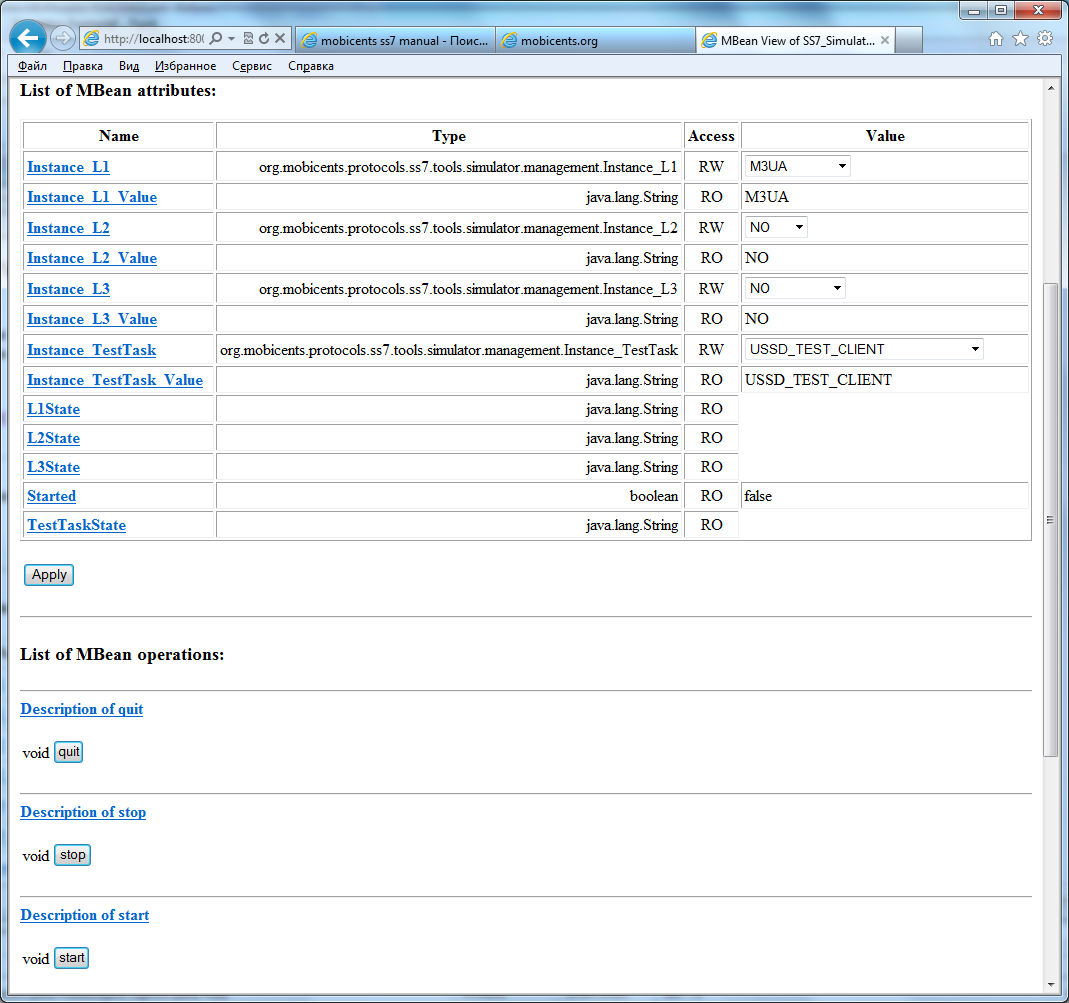 http://localhost:800
mobicents ss7 manual - Поис...
mobicents.org
MBean View of SS7_Simulat...
Файл Правка Вид Избранное Сервис Справка
List of MBean attributes:
Name Type Access Value
Instance_L1 org.mobicents.protocols.ss7.tools.simulator.management.Instance_L1 RW M3UA
Instance_L1_Value java.lang.String RO M3UA
Instance_L2 org.mobicents.protocols.ss7.tools.simulator.management.Instance_L2 RW NO
Instance_L2_Value java.lang.String RO NO
Instance_L3 org.mobicents.protocols.ss7.tools.simulator.management.Instance_L3 RW NO
Instance_L3_Value java.lang.String RO NO
Instance_TestTask org.mobicents.protocols.ss7.tools.simulator.management.Instance_TestTask RW USSD_TEST_CLIENT
Instance_TestTask_Value java.lang.String RO USSD_TEST_CLIENT
L1State java.lang.String RO
L2State java.lang.String RO
L3State java.lang.String RO
Started boolean RO false
TestTaskState java.lang.String RO
Apply
List of MBean operations:
Description of quit
void quit
Description of stop
void stop
Description of start
void start